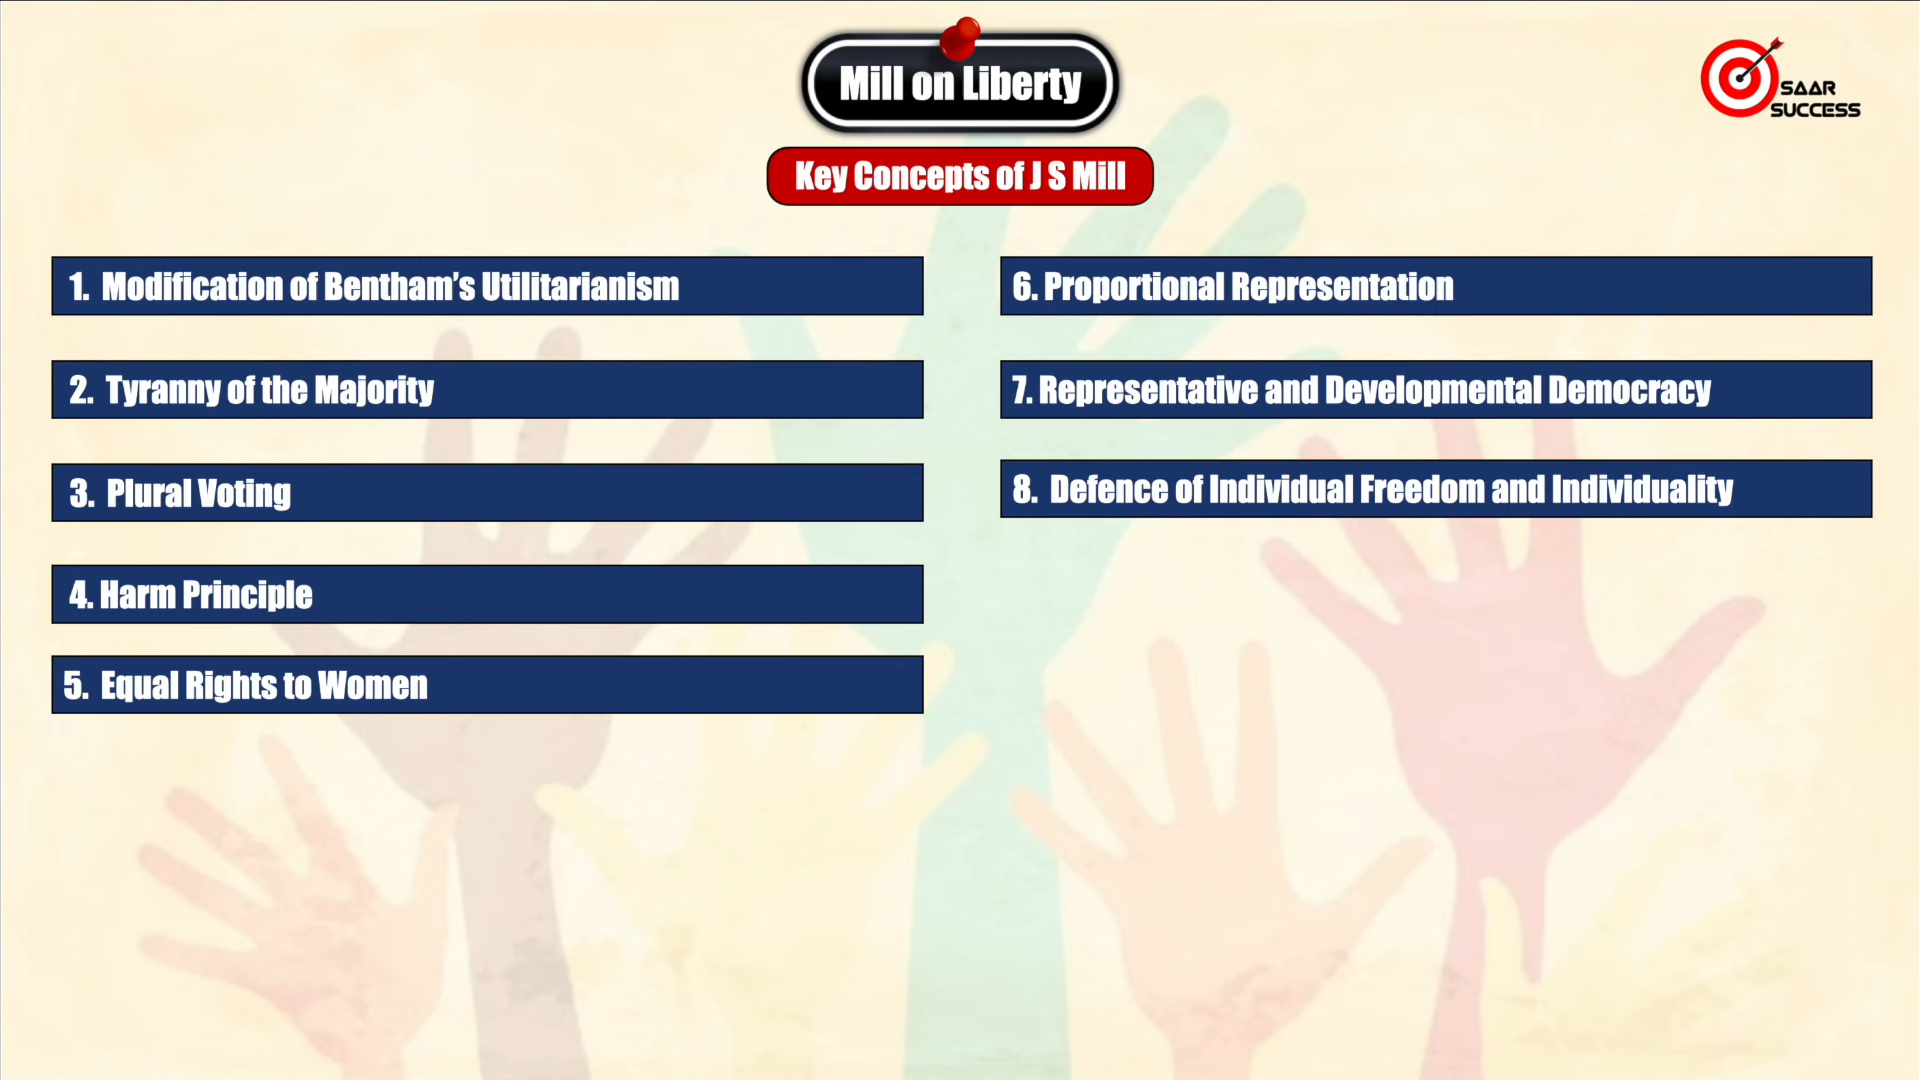 Mill on Liberty
SAAR
SUCCESS
Key Concepts of J S Mill
1. Modification of Bentham's Utilitarianism
2. Tyranny of the Majority
3. Plural Voting
4. Harm Principle
5. Equal Rights to Women
6. Proportional Representation
7. Representative and Developmental Democracy
8. Defence of Individual Freedom and Individuality